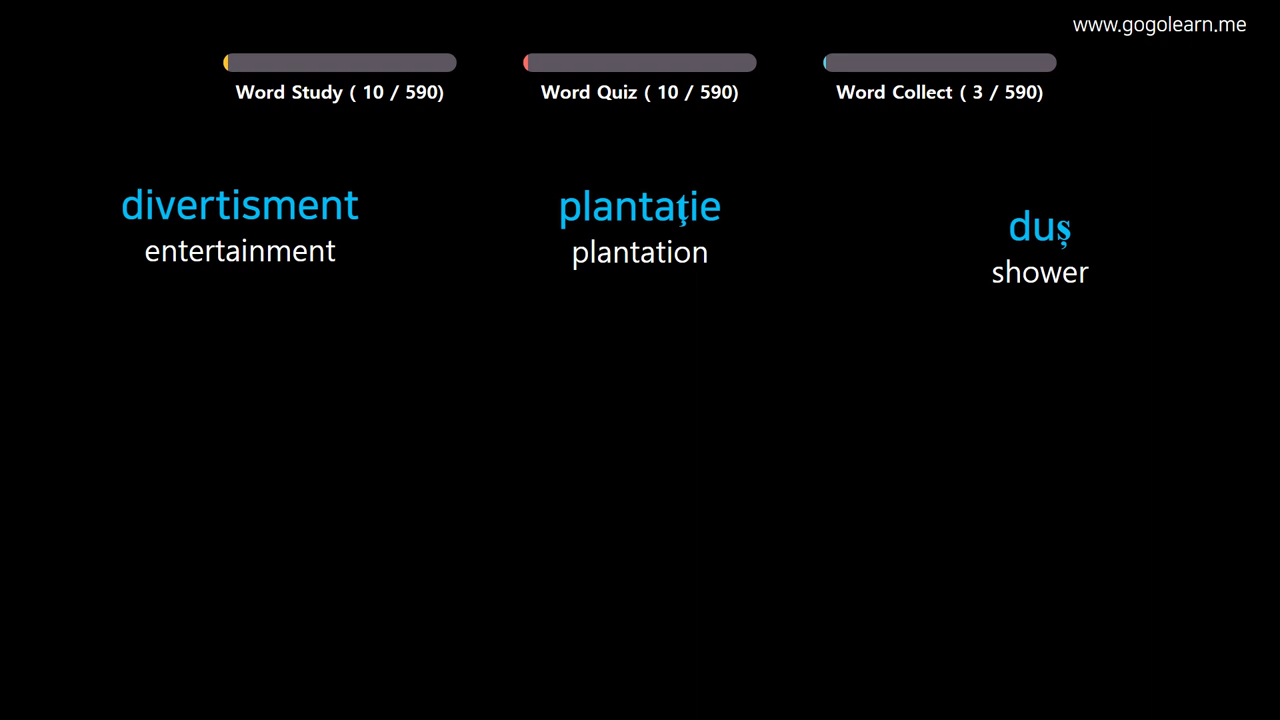 www.gogolearn.me
Word Study ( 10 / 590)
Word Quiz ( 10 / 590)
Word Collect ( 3 / 590)
divertisment
entertainment
plantaţie
plantation
duș
shower